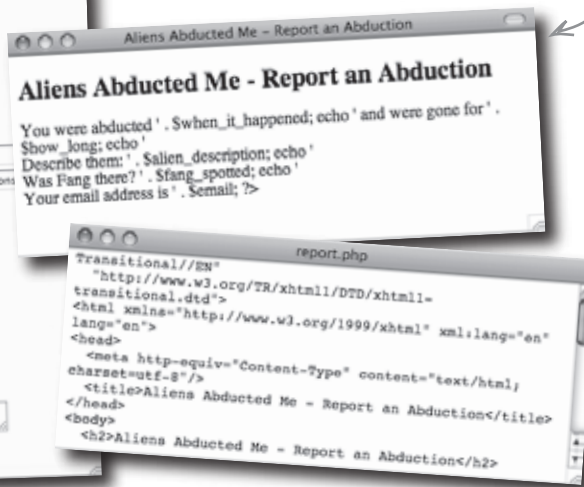 Aliens Abducted Me - Report an Abduction
Aliens Abducted Me - Report an Abduction
You were abducted ' . $when_it_happened; echo ' and were gone for ' .
$how_long; echo '
Describe them: ' . $alien_description; echo '
Was Fang there? ' . $fang_spotted; echo '
Your email address is ' . $email; ?>
report.php
Transitional//EN"
"http://www.w3.org/TR/xhtml1/DTD/xhtml1-
transitional.dtd">
<html xmlns="http://www.w3.org/1999/xhtml" xml:lang="en"
lang="en">
<head>
<meta http-equiv="Content-Type" content="text/html;
charset=utf-8"/>
<title>Aliens Abducted Me - Report an Abduction</title>
</head>
<body>
<h2>Aliens Abducted Me - Report an Abduction</h2>